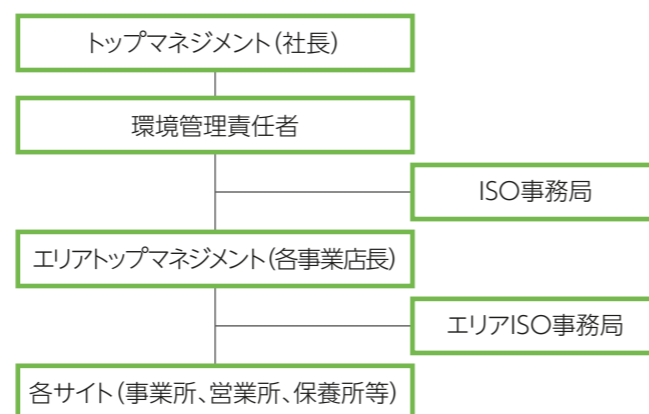 トップマネジメント(社長)
環境管理責任者
ISO事務局
エリアトップマネジメント(各事業店長)
エリアISO事務局
各サイト(事業所、営業所、保養所等)